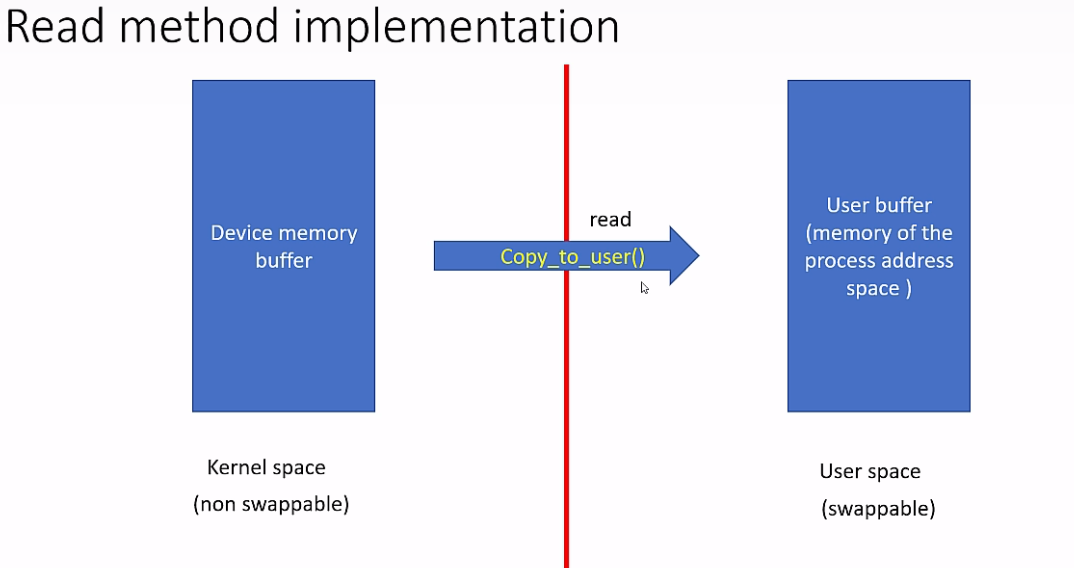 Read method implementation
Device memory
buffer
read
Copy_to_user()
User buffer
(memory of the
process address
space )
Kernel space
(non swappable)
User space
(swappable)